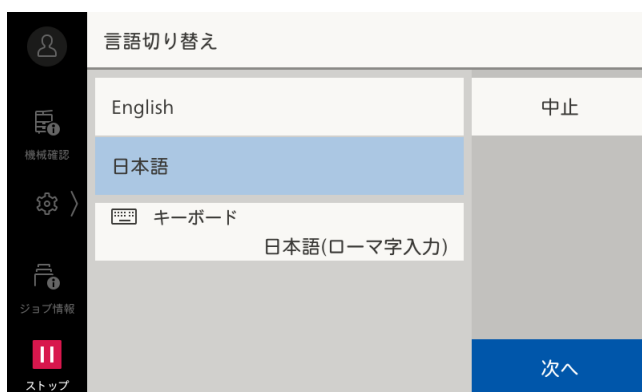 言語切り替え
English
日本語
キーボード
日本語(ローマ字入力)
中止
次へ
機械確認
ジョブ情報
ストップ